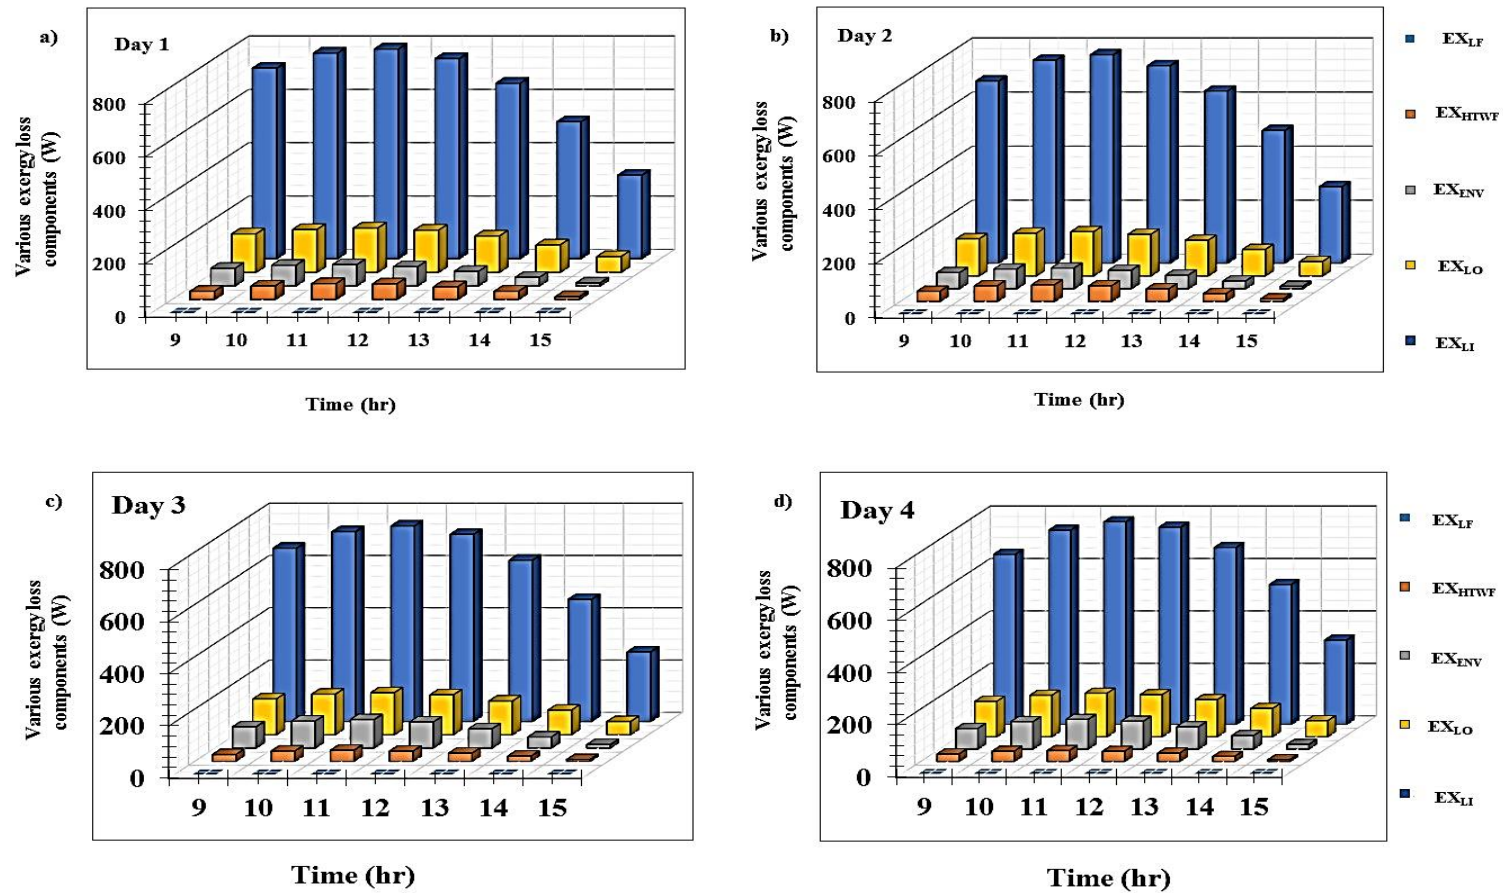 a)
Day 1
Various exergy loss
components (W)
800
600
400
200
0
9 10 11 12 13 14 15
Time (hr)
b)
Day 2
Various exergy loss
components (W)
800
600
400
200
0
9 10 11 12 13 14 15
Time (hr)
EXLF
EXHTWF
EXENV
EXLO
EXLI
c)
Day 3
Various exergy loss
components (W)
800
600
400
200
0
9 10 11 12 13 14 15
Time (hr)
d)
Day 4
Various exergy loss
components (W)
800
600
400
200
0
9 10 11 12 13 14 15
Time (hr)
EXLF
EXHTWF
EXENV
EXLO
EXLI